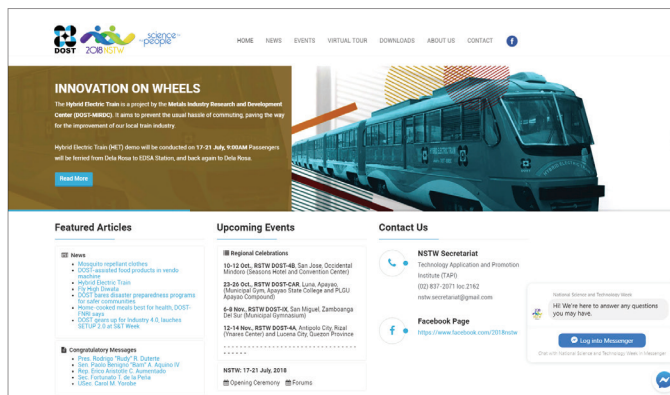 DOST
2018NSTW
science
for the
people
HOME NEWS EVENTS VIRTUAL TOUR DOWNLOADS ABOUT US CONTACT
INNOVATION ON WHEELS
The Hybrid Electric Train is a project by the Metals Industry Research and Development
Center (DOST-MIRDC). It aims to prevent the usual hassle of commuting, paving the way
for the improvement of our local train industry.
Hybrid Electric Train (HET) demo will be conducted on 17-21 July, 9:00AM Passengers
will be ferried from Dela Rosa to EDSA Station, and back again to Dela Rosa.
Read More
Featured Articles
News
Mosquito repellant clothes
DOST-assisted food products in vendo
machine
Hybrid Electric Train
Fly High Diwata
DOST bares disaster preparedness programs
for safer communities
Home-cooked meals best for health, DOST-
FNRI says
DOST gears up for Industry 4.0, lauches
SETUP 2.0 at S&T Week
Congratulatory Messages
Pres. Rodrigo "Rudy" R. Duterte
Sen. Paolo Benigno "Bam" A. Aquino IV
Rep. Erico Aristotle C. Aumentado
Sec. Fortunato T. de la Peña
USec. Carol M. Yorobe
Upcoming Events
Regional Celebrations
10-12 Oct., RSTW DOST-4B, San Jose, Occidental
Mindoro (Seasons Hotel and Convention Center)
23-26 Oct., RSTW DOST-CAR, Luna, Apayao,
(Municipal Gym, Apayao State College and PLGU
Apayao Compound)
6-8 Nov., RSTW DOST-IX, San Miguel, Zamboanga
Del Sur (Municipal Gymnasium)
12-14 Nov., RSTW DOST-4A, Antipolo City, Rizal
(Ynares Center) and Lucena City, Quezon Province
NSTW: 17-21 July, 2018
Opening Ceremony Forums
Contact Us
NSTW Secretariat
Technology Application and Promotion
Institute (TAPI)
(02) 837-2071 loc.2162
nstw.secretariat@gmail.com
Facebook Page
https://www.facebook.com/2018nstw
National Science and Technology Week
Hi! We're here to answer any questions
you may have.
Log into Messenger
Chat with National Science and Technology Week in Messenger